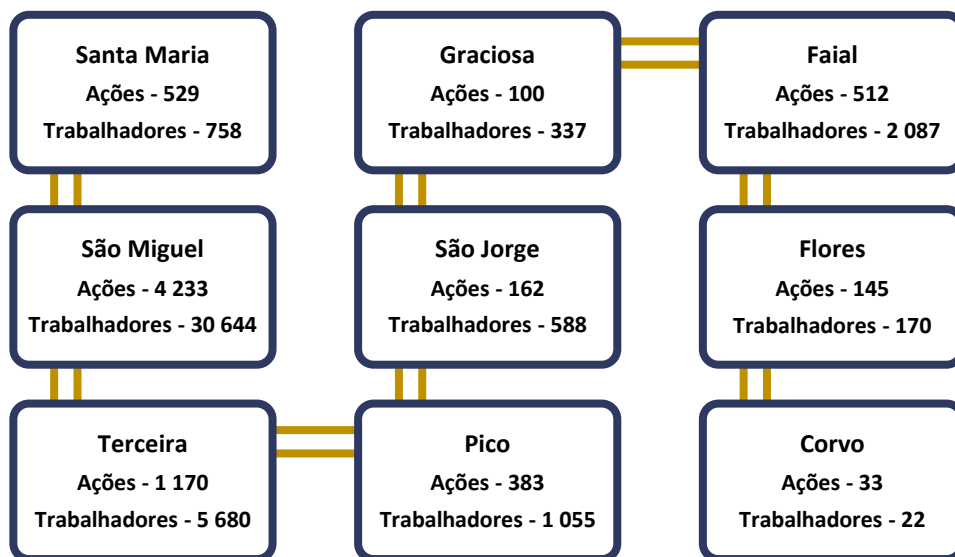 Santa Maria
Ações - 529
Trabalhadores - 758
São Miguel
Ações - 4 233
Trabalhadores - 30 644
Terceira
Ações - 1 170
Trabalhadores - 5 680
Pico
Ações - 383
Trabalhadores - 1 055
São Jorge
Ações - 162
Trabalhadores - 588
Graciosa
Ações - 100
Trabalhadores - 337
Faial
Ações - 512
Trabalhadores - 2 087
Flores
Ações - 145
Trabalhadores - 170
Corvo
Ações - 33
Trabalhadores - 22